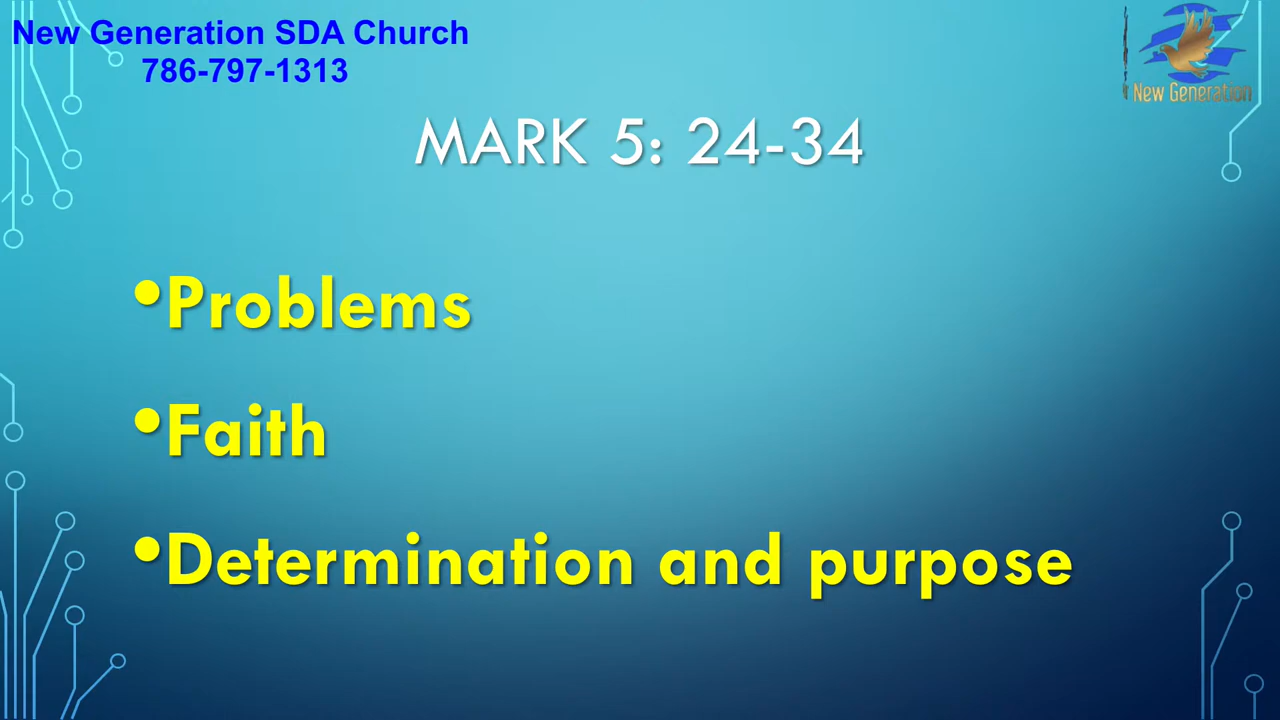 New Generation SDA Church
786-797-1313
New Generation
MARK 5: 24-34
•Problems
•Faith
•Determination and purpose